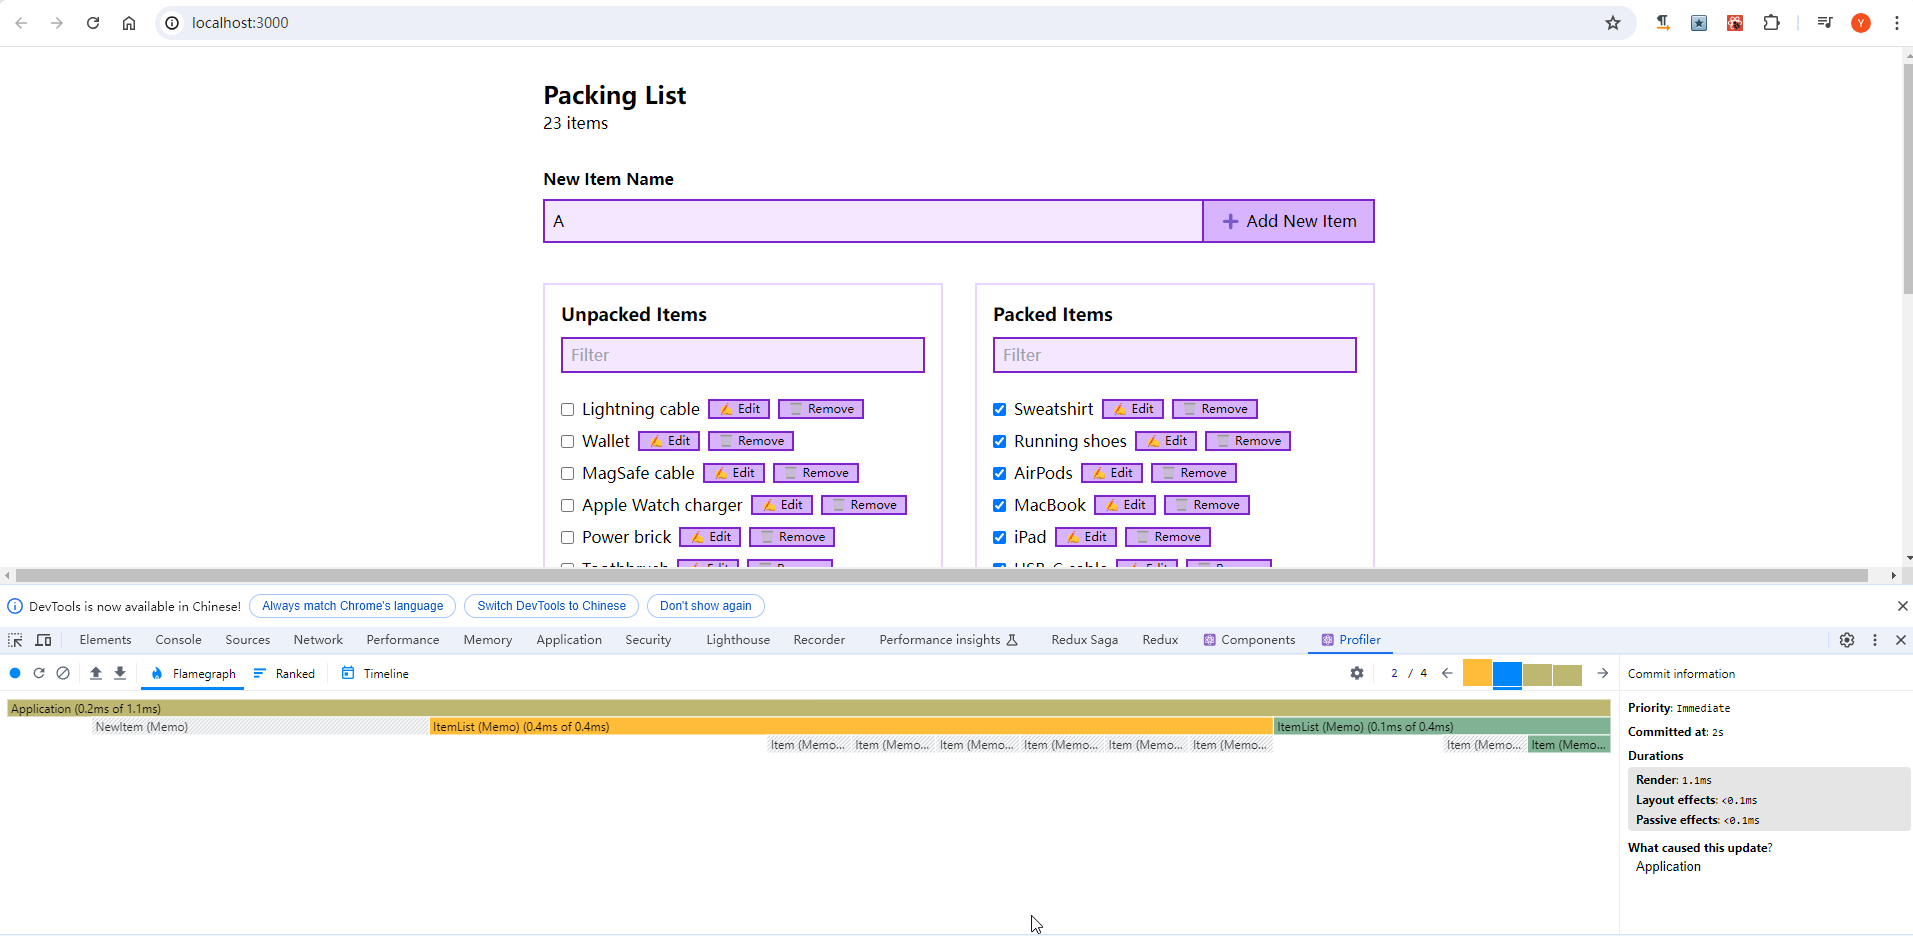 localhost:3000
Y
Packing List
23 items
New Item Name
A
Add New Item
Unpacked Items
Packed Items
Filter
Filter
Lightning cable Edit Remove
Sweatshirt Edit Remove
Wallet Edit Remove
Running shoes Edit Remove
MagSafe cable Edit Remove
AirPods Edit Remove
Apple Watch charger Edit Remove
MacBook Edit Remove
Power brick Edit Remove
iPad Edit Remove
Toothbrush Edit Remove
USB-C cable Edit Remove
DevTools is now available in Chinese! Always match Chrome's language Switch DevTools to Chinese Don't show again
Elements Console Sources Network Performance Memory Application Security Lighthouse Recorder Performance insights Redux Saga Redux Components Profiler
Flamegraph Ranked Timeline 2 / 4 Commit information
Application (0.2ms of 1.1ms)
NewItem (Memo) ItemList (Memo) (0.4ms of 0.4ms) ItemList (Memo) (0.1ms of 0.4ms)
Item (Memo... Item (Memo... Item (Memo... Item (Memo... Item (Memo... Item (Memo... Item (Memo... Item (Memo...
Priority: Immediate
Committed at: 2s
Durations
Render: 1.1ms
Layout effects: <0.1ms
Passive effects: <0.1ms
What caused this update?
Application